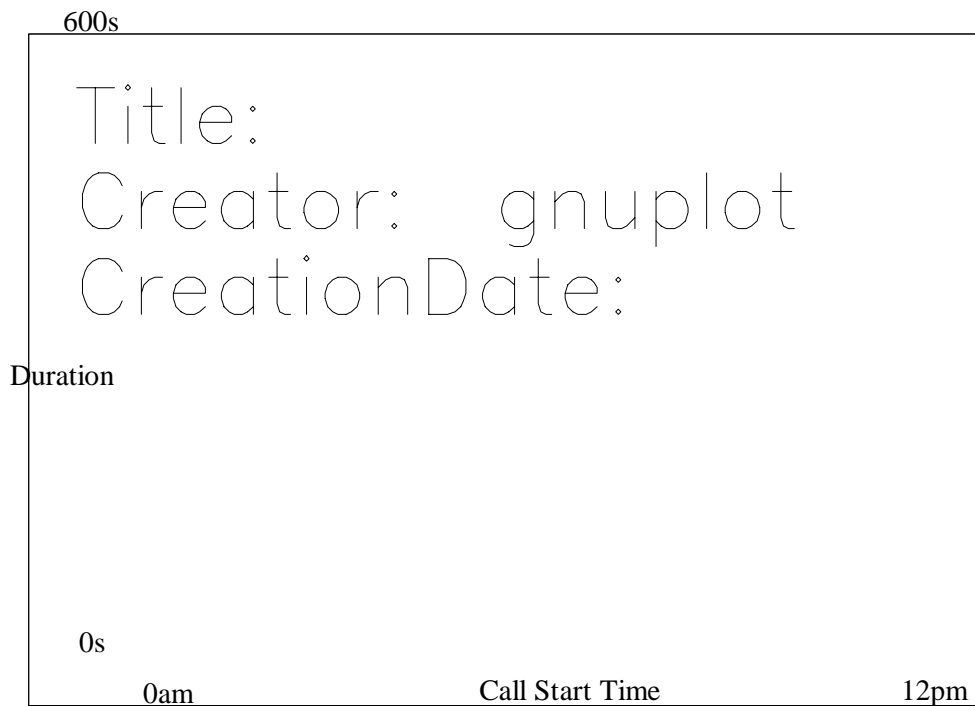 600s
Title:
Creator: gnuplot
CreationDate:
Duration
0s
0am Call Start Time 12pm